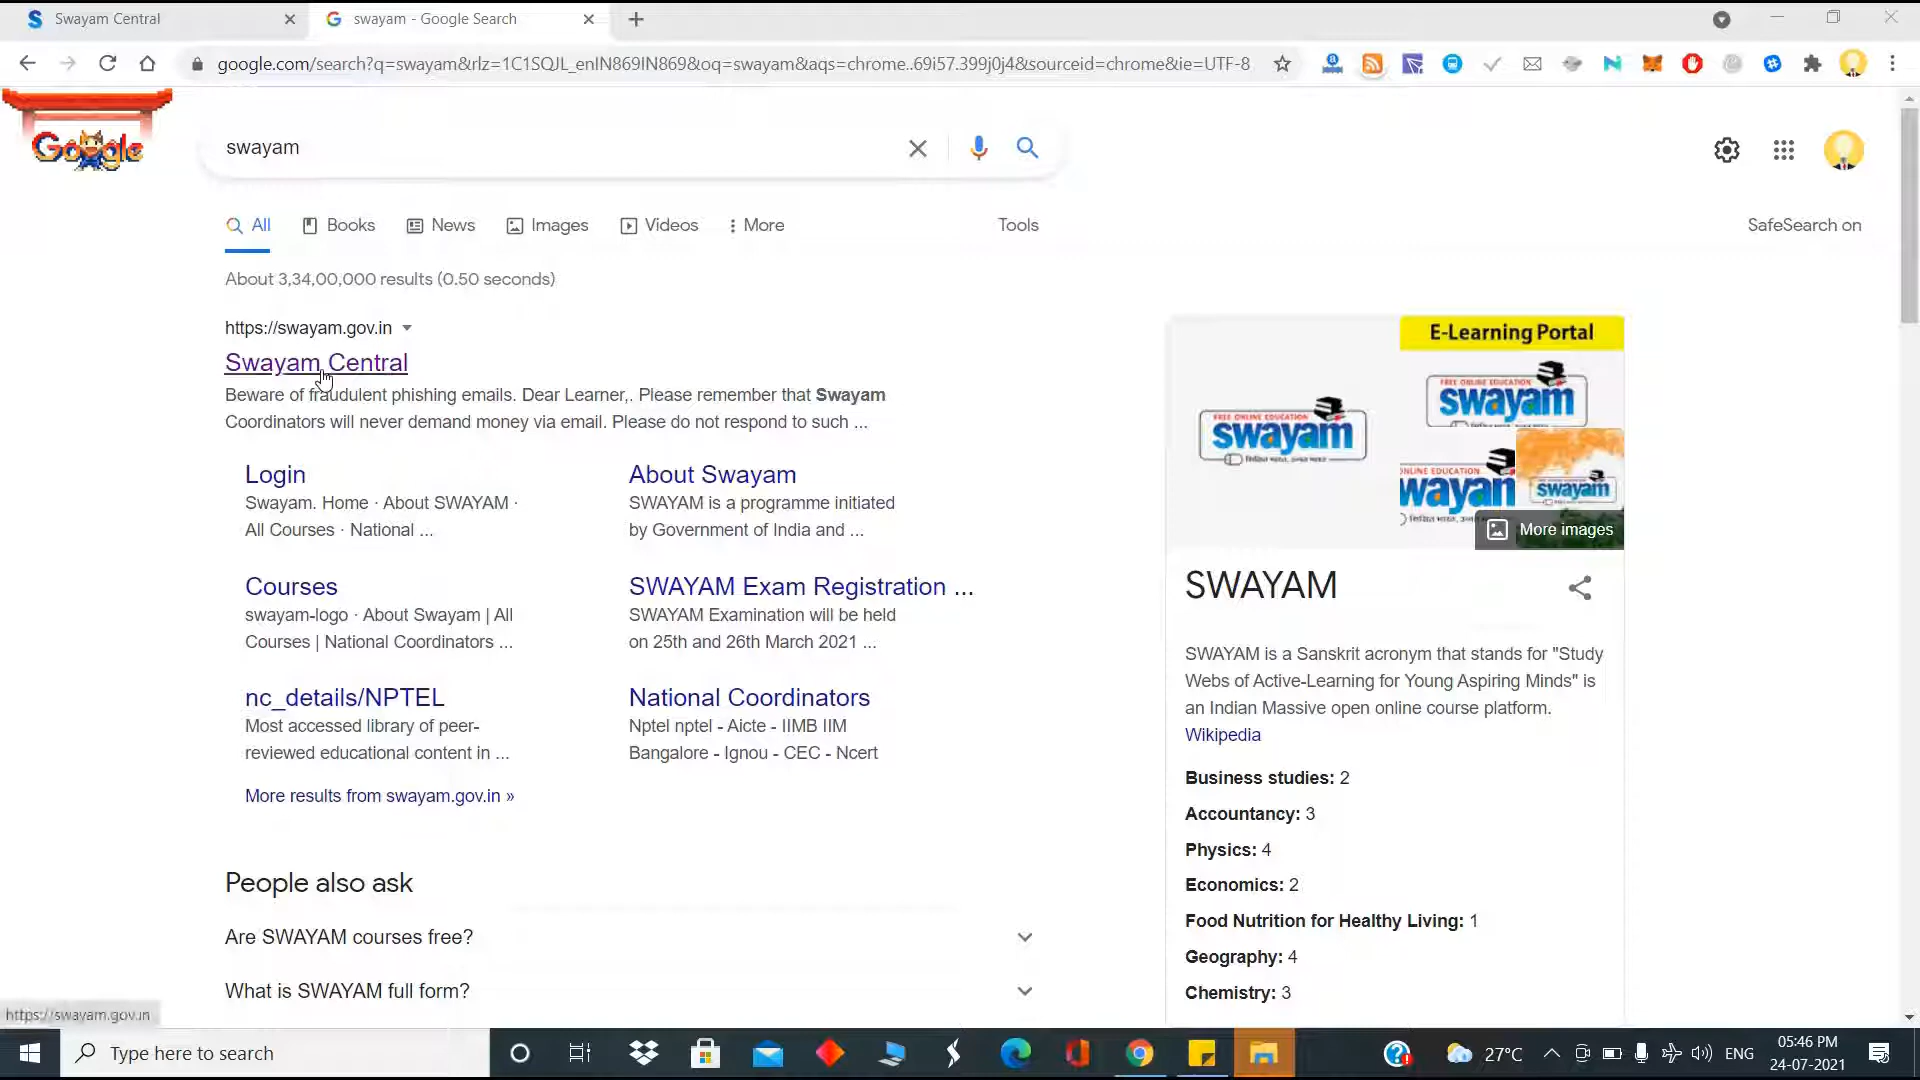 Swayam Central
swayam - Google Search
google.com/search?q=swayam&rlz=1C1SQJL_enIN869IN869&oq=swayam&aqs=chrome..69i57.399j0j4&sourceid=chrome&ie=UTF-8
Google
swayam
All
Books
News
Images
Videos
More
Tools
SafeSearch on
About 3,34,00,000 results (0.50 seconds)
https://swayam.gov.in
Swayam Central
Beware of fraudulent phishing emails. Dear Learner,. Please remember that Swayam
Coordinators will never demand money via email. Please do not respond to such ...
Login
Swayam. Home · About SWAYAM ·
All Courses · National ...
About Swayam
SWAYAM is a programme initiated
by Government of India and ...
Courses
swayam-logo · About Swayam | All
Courses | National Coordinators ...
SWAYAM Exam Registration ...
SWAYAM Examination will be held
on 25th and 26th March 2021 ...
nc_details/NPTEL
Most accessed library of peer-
reviewed educational content in ...
National Coordinators
Nptel nptel - Aicte - IIMB IIM
Bangalore - Ignou - CEC - Ncert
More results from swayam.gov.in »
People also ask
Are SWAYAM courses free?
What is SWAYAM full form?
E-Learning Portal
FREE ONLINE EDUCATION
swayam
FREE ONLINE EDUCATION
swayam
ONLINE EDUCATION
swayam
More images
SWAYAM
SWAYAM is a Sanskrit acronym that stands for "Study
Webs of Active-Learning for Young Aspiring Minds" is
an Indian Massive open online course platform.
Wikipedia
Business studies: 2
Accountancy: 3
Physics: 4
Economics: 2
Food Nutrition for Healthy Living: 1
Geography: 4
Chemistry: 3
https://swayam.gov.in
Type here to search
27°C
ENG
05:46 PM
24-07-2021